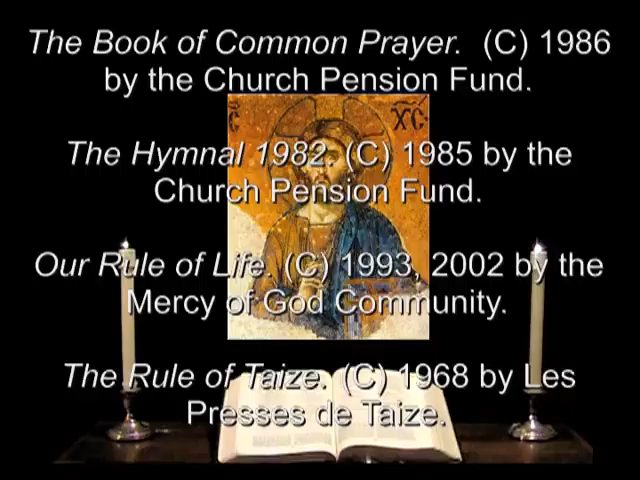 The Book of Common Prayer. (C) 1986
by the Church Pension Fund.
The Hymnal 1982. (C) 1985 by the
Church Pension Fund.
Our Rule of Life. (C) 1993, 2002 by the
Mercy of God Community.
The Rule of Taize. (C) 1968 by Les
Presses de Taize.